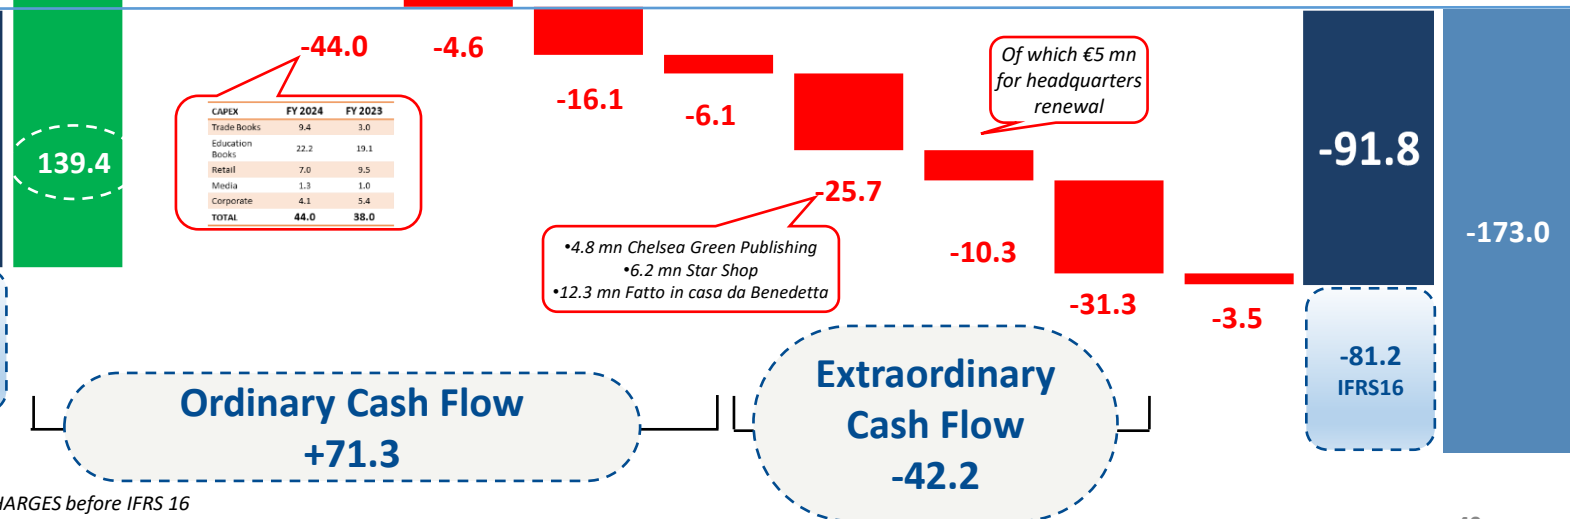 -44.0
-4.6
139.4
CAPEX FY 2024 FY 2023
Trade Books 9.4 3.0
Education
Books 22.2 19.1
Retail 7.0 9.5
Media 1.3 1.0
Corporate 4.1 5.4
TOTAL 44.0 38.0
-16.1
-6.1
Of which €5 mn
for headquarters
renewal
-25.7
•4.8 mn Chelsea Green Publishing
•6.2 mn Star Shop
•12.3 mn Fatto in casa da Benedetta
-10.3
-31.3
-3.5
-91.8
-173.0
-81.2
IFRS16
Ordinary Cash Flow
+71.3
Extraordinary
Cash Flow
-42.2
HARGES before IFRS 16